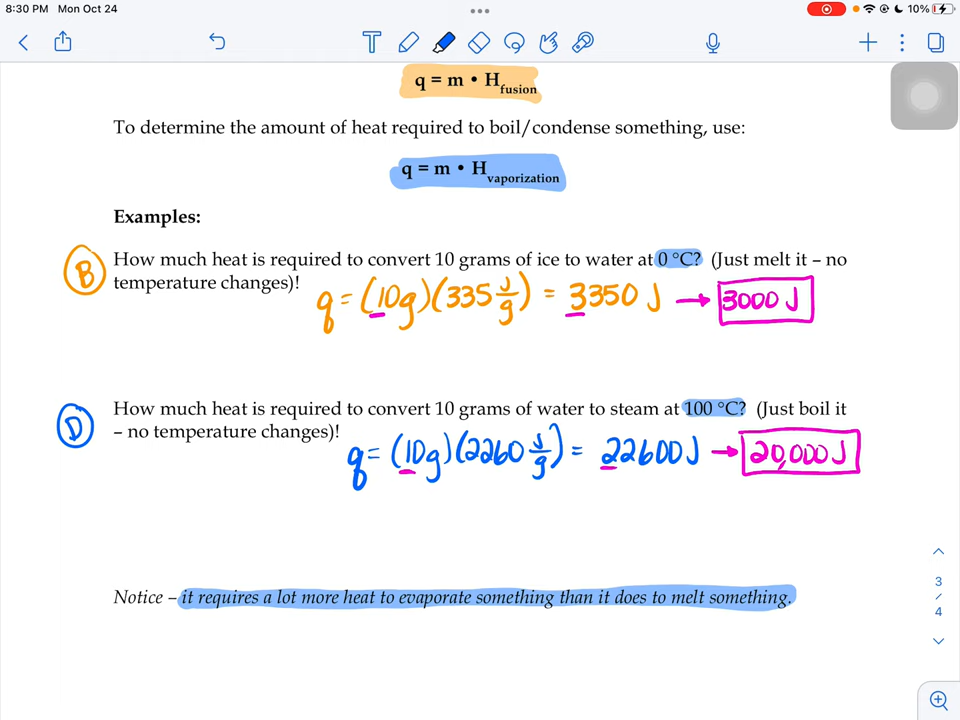 8:30 PM Mon Oct 24
10%
q = m • H fusion
To determine the amount of heat required to boil/condense something, use:
q = m • H vaporization
Examples:
B
How much heat is required to convert 10 grams of ice to water at 0 °C? (Just melt it – no
temperature changes)!
q = (10g)(335 J/g) = 3350 J → 3000 J
D
How much heat is required to convert 10 grams of water to steam at 100 °C? (Just boil it
– no temperature changes)!
q = (10g)(2260 J/g) = 22600 J → 20,000 J
Notice – it requires a lot more heat to evaporate something than it does to melt something.
3
/
4